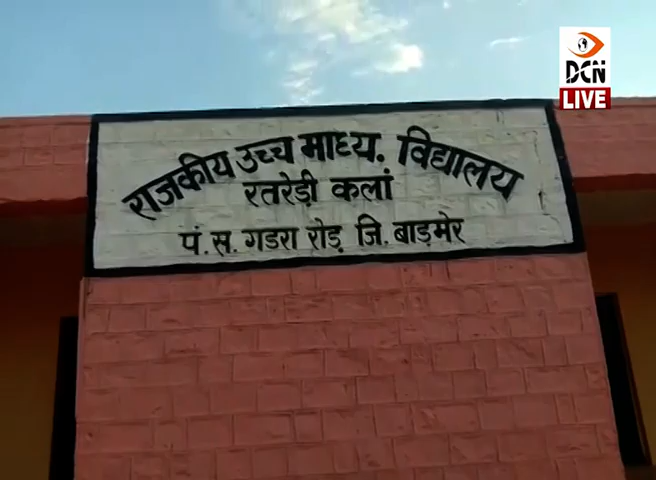 DCN
LIVE
राजकीय उच्च माध्य. विद्यालय
रतरेड़ी कलां
पं.स.गडरा रोड़ जि.बाड़मेर